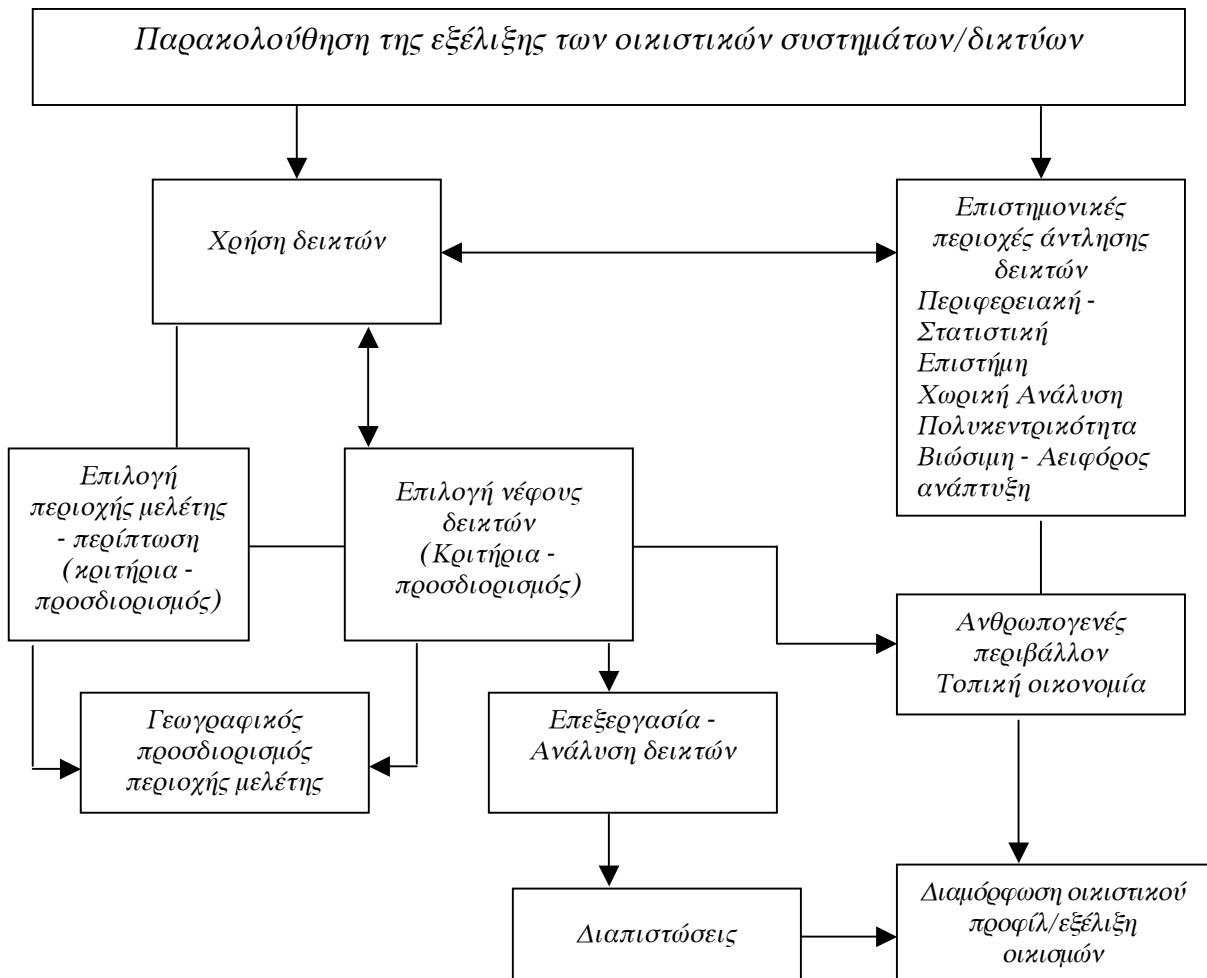 Παρακολούθηση της εξέλιξης των οικιστικών συστημάτων/δικτύων
Χρήση δεικτών
Επιστημονικές
περιοχές άντλησης
δεικτών
Περιφερειακή -
Στατιστική
Επιστήμη
Χωρική Ανάλυση
Πολυκεντρικότητα
Βιώσιμη - Αειφόρος
ανάπτυξη
Επιλογή
περιοχής μελέτης
- περίπτωση
(κριτήρια -
προσδιορισμός)
Επιλογή νέφους
δεικτών
(Κριτήρια -
προσδιορισμός)
Ανθρωπογενές
περιβάλλον
Τοπική οικονομία
Γεωγραφικός
προσδιορισμός
περιοχής μελέτης
Επεξεργασία -
Ανάλυση δεικτών
Διαπιστώσεις
Διαμόρφωση οικιστικού
προφίλ/εξέλιξη
οικισμών